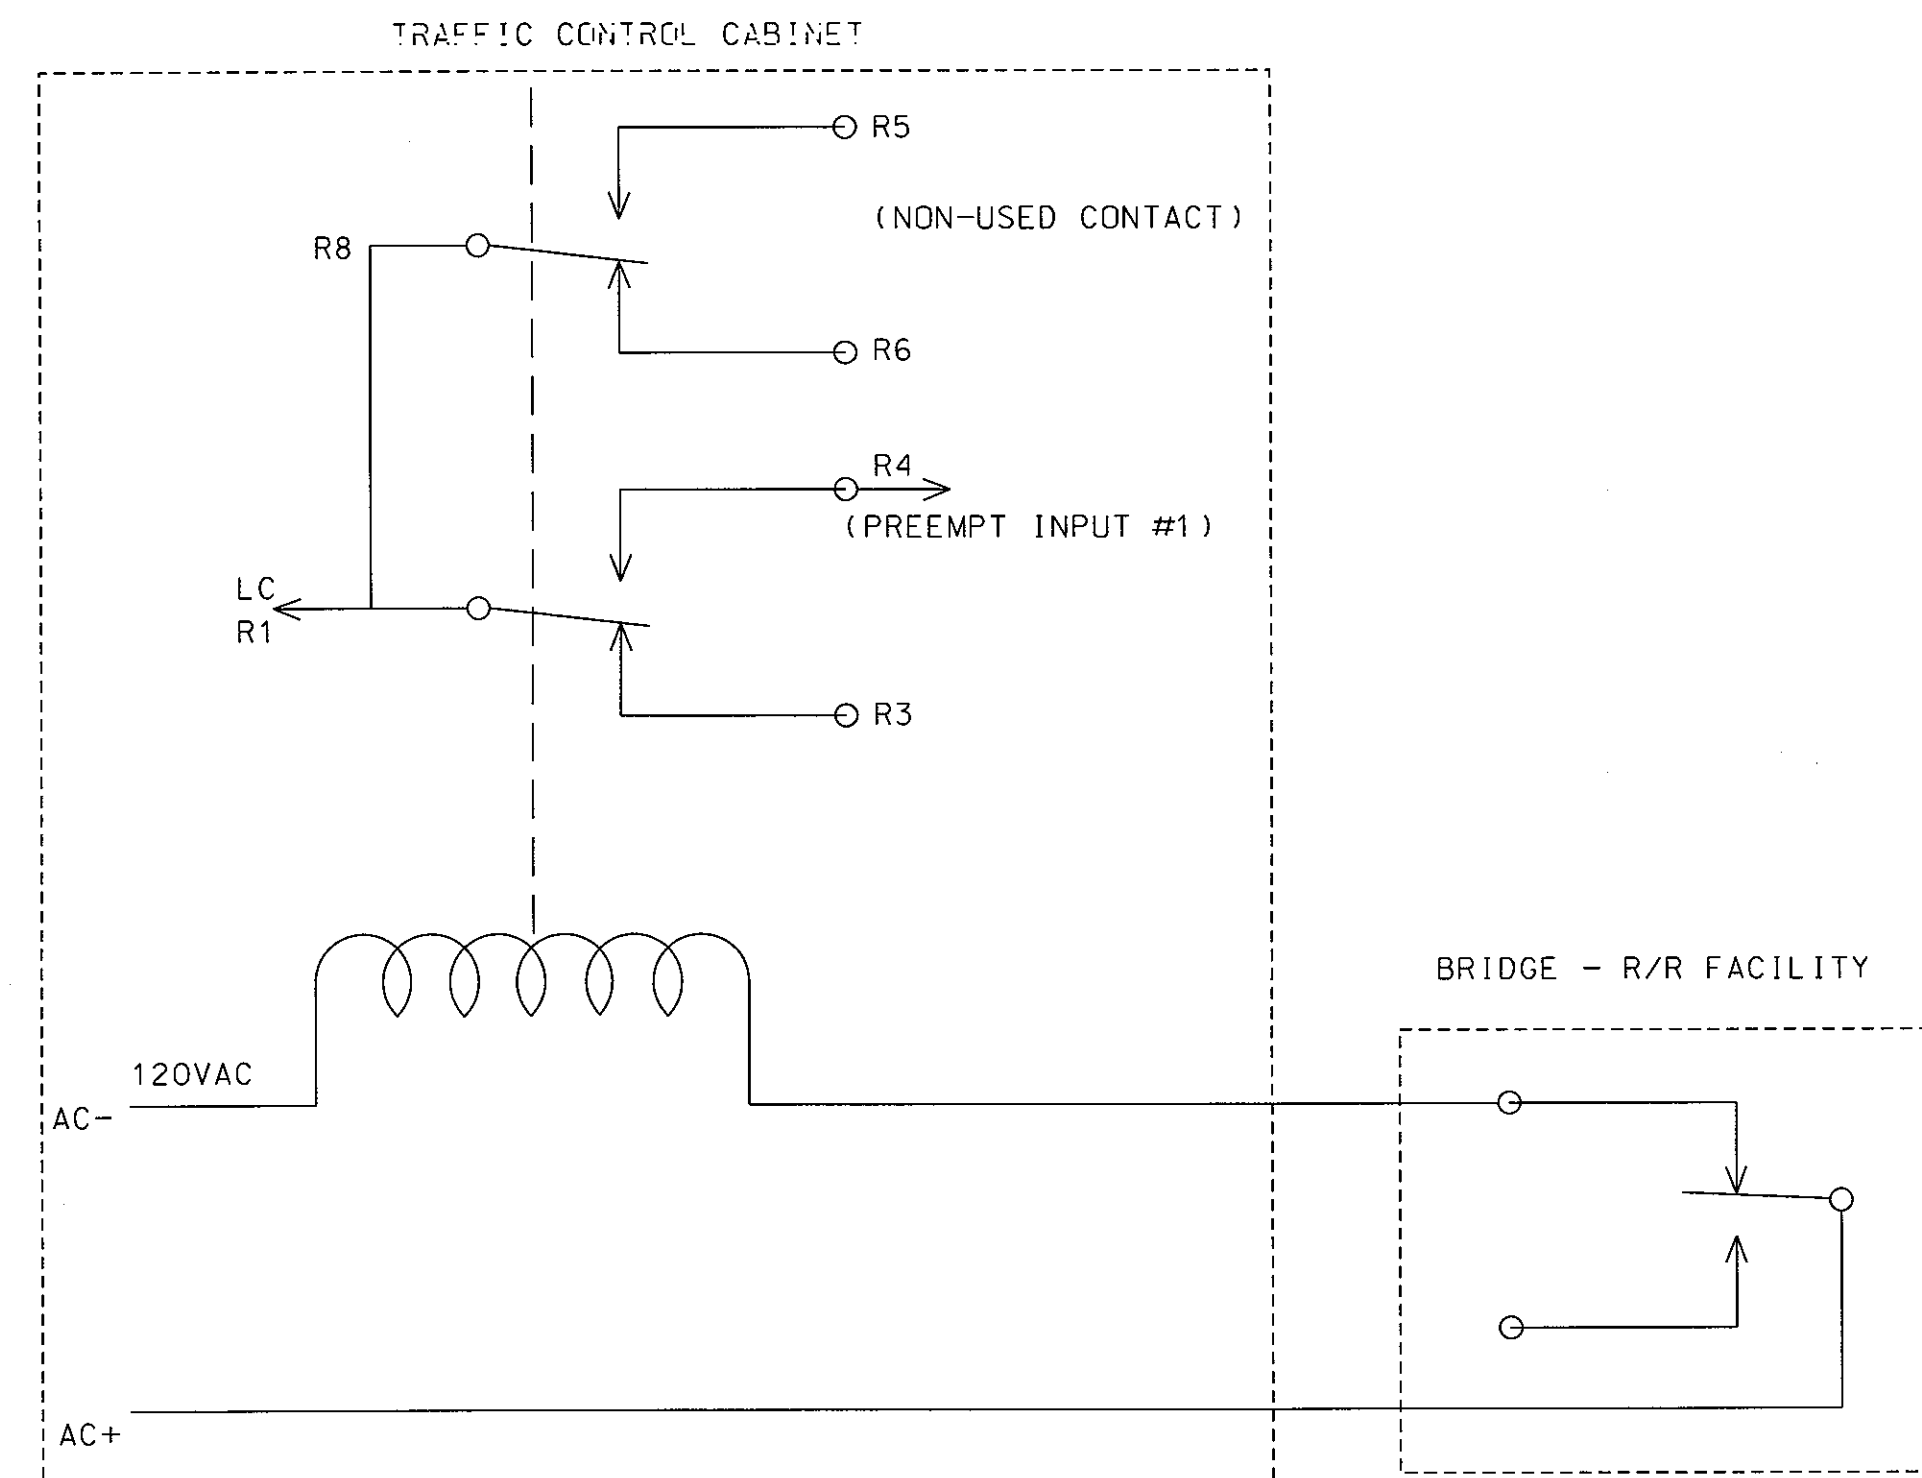 TRAFFIC CONTROL CABINET
R5
(NON-USED CONTACT)
R8
R6
R4
(PREEMPT INPUT #1)
LC
R1
R3
BRIDGE - R/R FACILITY
120VAC
AC-
AC+